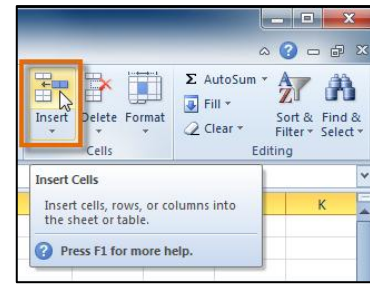 Insert Delete Format
Cells
Σ AutoSum
Fill
Clear
Sort & Filter
Find & Select
Editing
Insert Cells
Insert cells, rows, or columns into
the sheet or table.
Press F1 for more help.
K